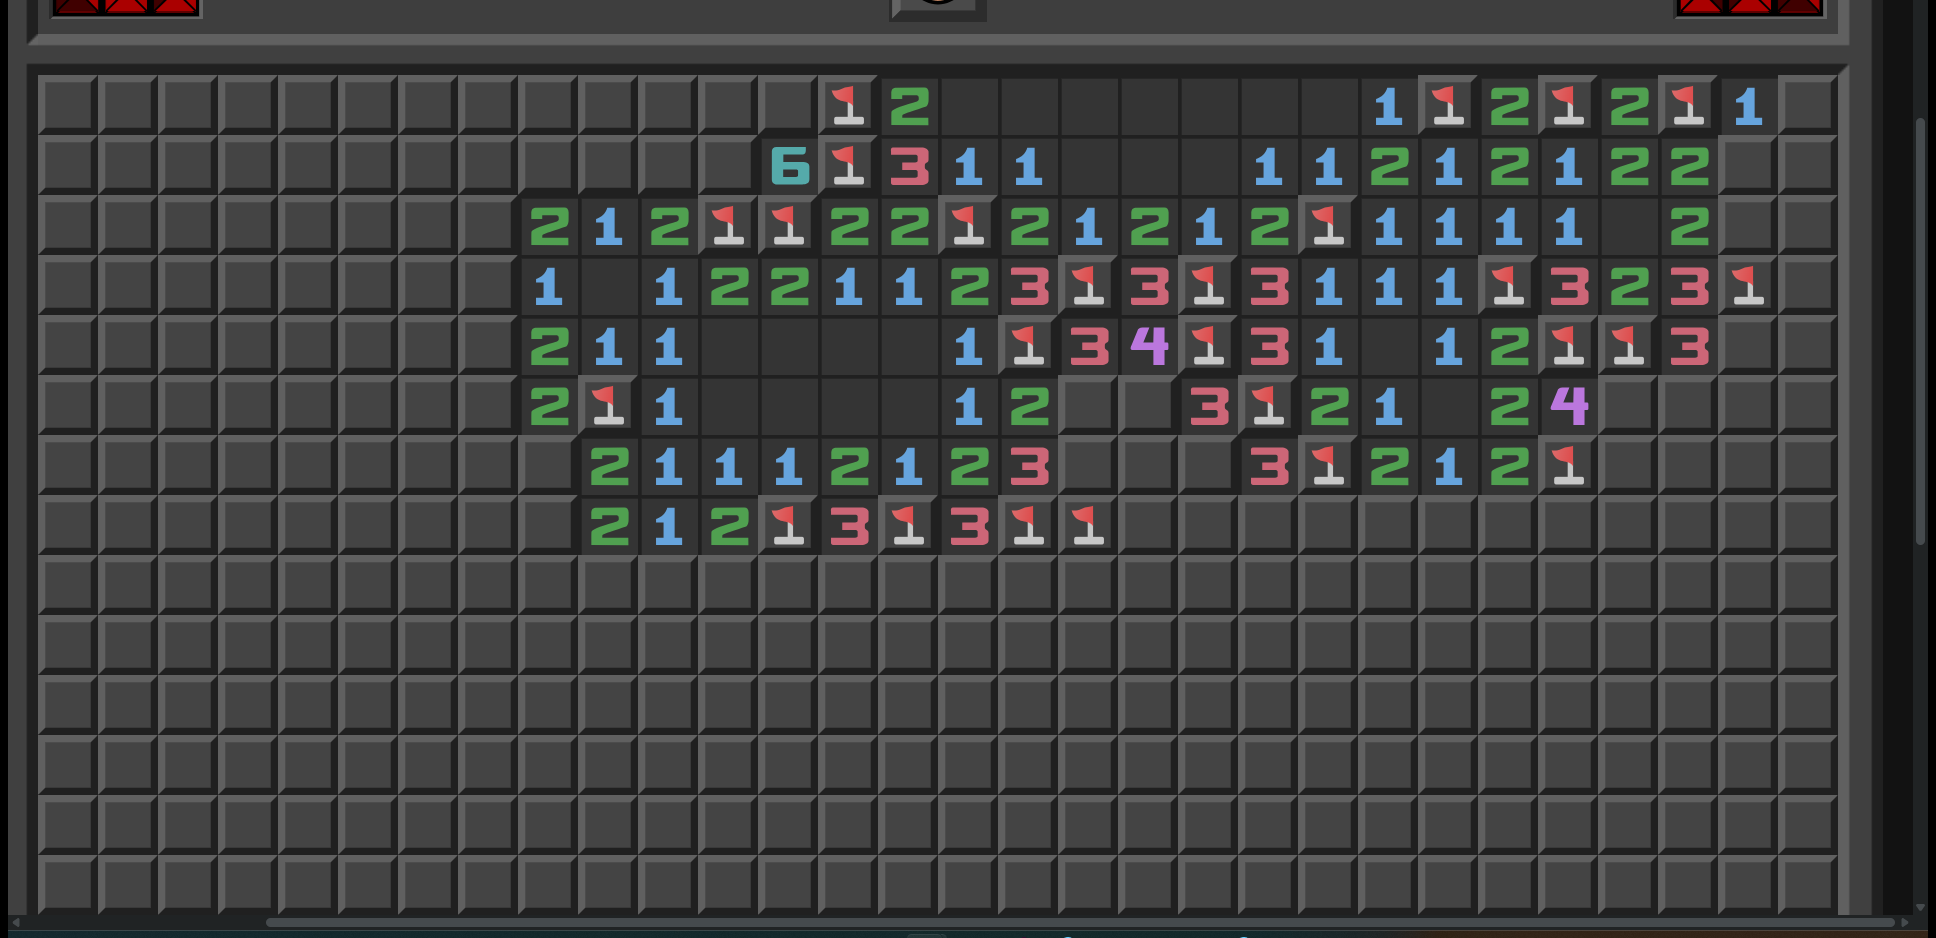 2 1 2 2 1
6 3 1 1 1 1 2 1 2 1 2 2
2 1 2 2 2 2 1 2 1 2 1 1 1 1 2
1 1 2 2 1 1 2 3 3 3 1 1 1 3 2 3
2 1 1 1 3 4 3 1 1 2 3
2 1 1 2 3 2 1 2 4
2 1 1 1 2 1 2 3 3 2 1 2
2 1 2 3 3